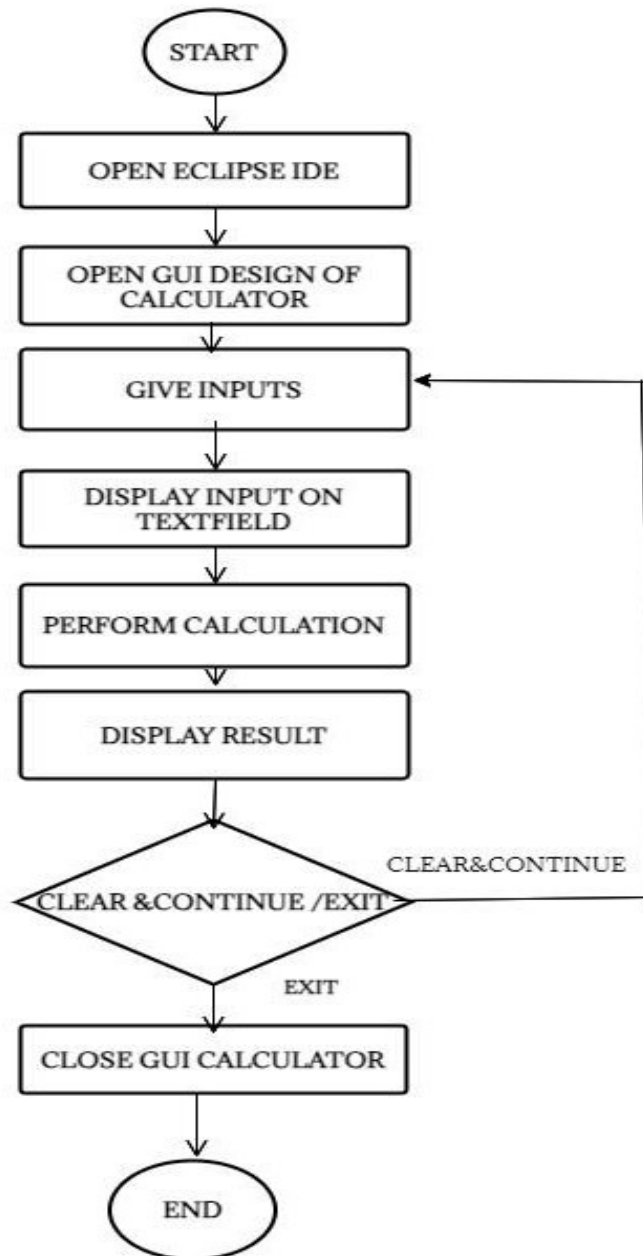 START
OPEN ECLIPSE IDE
OPEN GUI DESIGN OF
CALCULATOR
GIVE INPUTS
DISPLAY INPUT ON
TEXTFIELD
PERFORM CALCULATION
DISPLAY RESULT
CLEAR&CONTINUE
CLEAR &CONTINUE /EXIT
EXIT
CLOSE GUI CALCULATOR
END